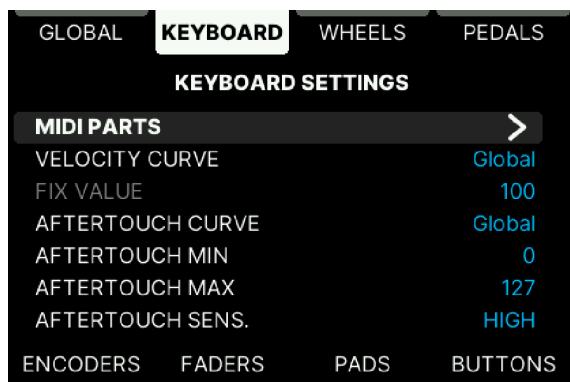 GLOBAL KEYBOARD WHEELS PEDALS
KEYBOARD SETTINGS
MIDI PARTS >
VELOCITY CURVE Global
FIX VALUE 100
AFTERTOUCH CURVE Global
AFTERTOUCH MIN 0
AFTERTOUCH MAX 127
AFTERTOUCH SENS. HIGH
ENCODERS FADERS PADS BUTTONS